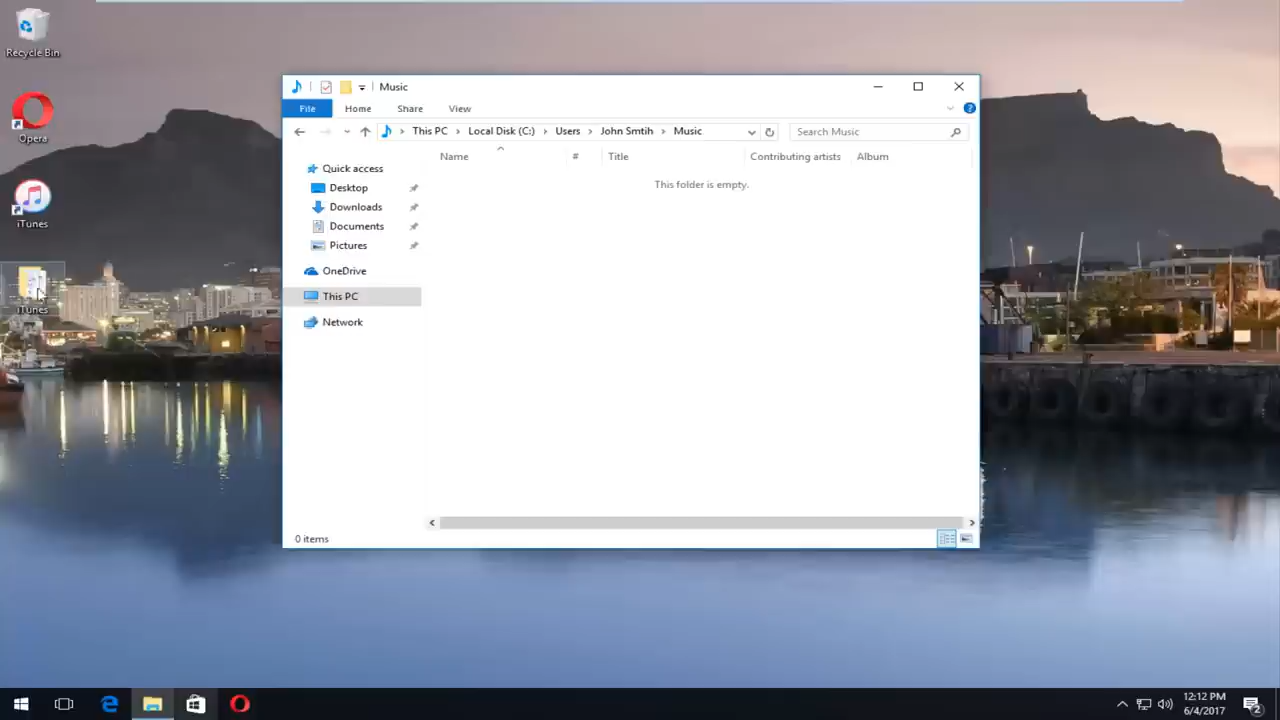 Recycle Bin
Opera
iTunes
iTunes
Music
File Home Share View
This PC Local Disk (C:) Users John Smtih Music
Search Music
Name # Title Contributing artists Album
This folder is empty.
Quick access
Desktop
Downloads
Documents
Pictures
OneDrive
This PC
Network
0 items
12:12 PM
6/4/2017
2